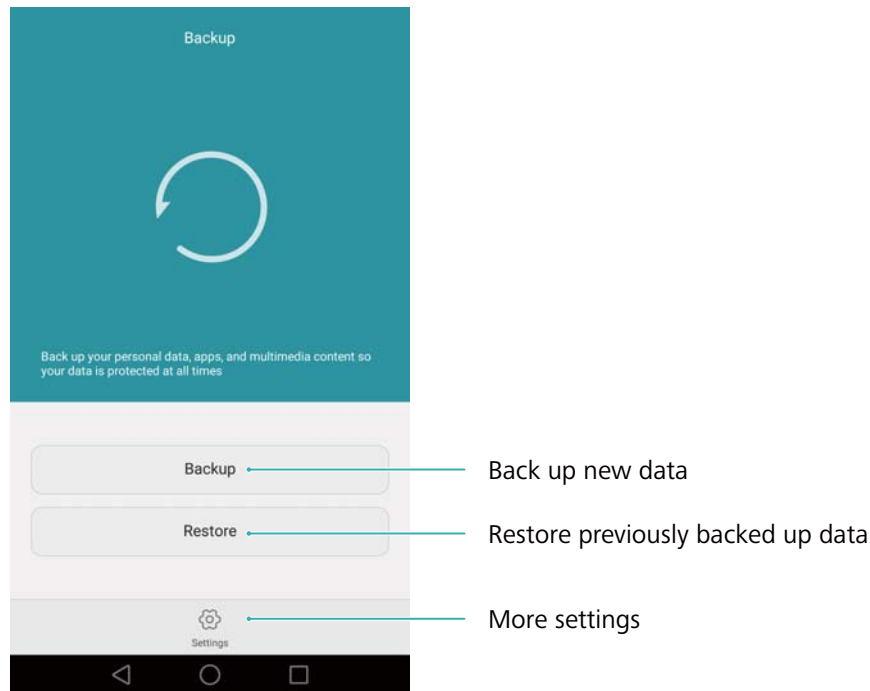 Backup
Back up your personal data, apps, and multimedia content so
your data is protected at all times
Backup
Back up new data
Restore
Restore previously backed up data
More settings
Settings